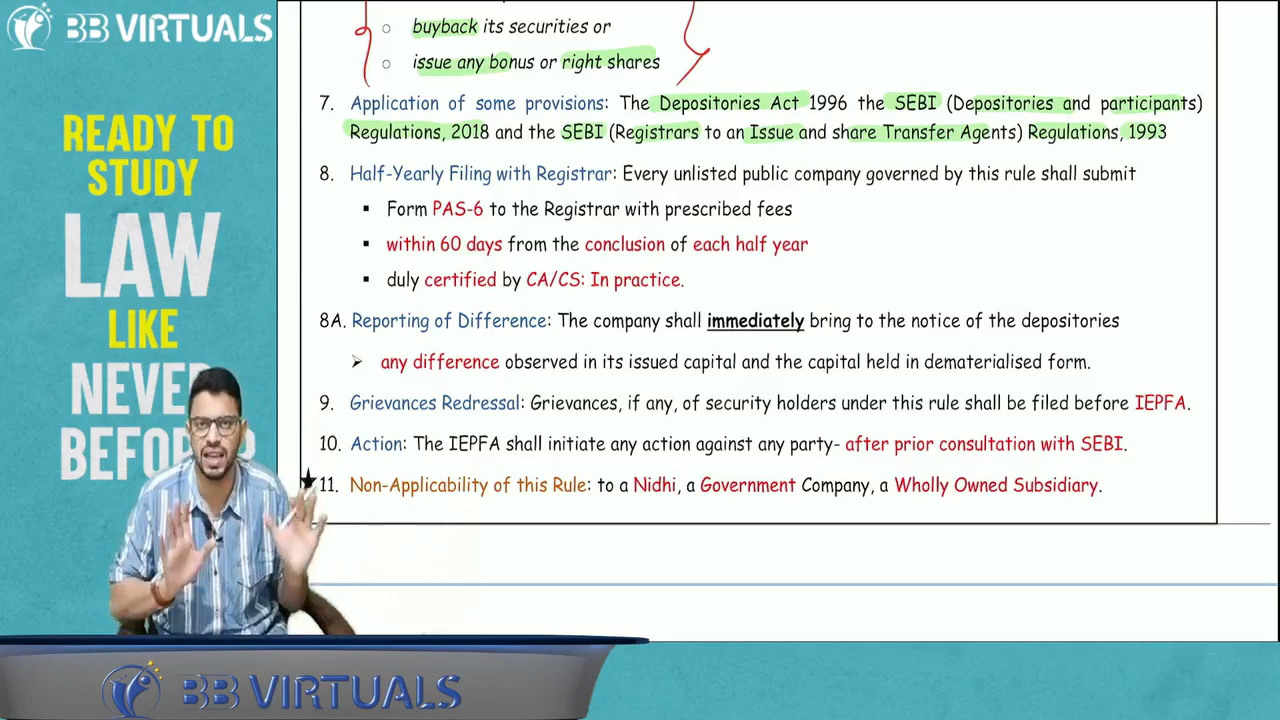 BB VIRTUALS
READY TO
STUDY
LAW
LIKE
NEVER
BEFO
buyback its securities or
issue any bonus or right shares
7. Application of some provisions: The Depositories Act 1996 the SEBI (Depositories and participants)
Regulations, 2018 and the SEBI (Registrars to an Issue and share Transfer Agents) Regulations, 1993
8. Half-Yearly Filing with Registrar: Every unlisted public company governed by this rule shall submit
Form PAS-6 to the Registrar with prescribed fees
within 60 days from the conclusion of each half year
duly certified by CA/CS: In practice.
8A. Reporting of Difference: The company shall immediately bring to the notice of the depositories
any difference observed in its issued capital and the capital held in dematerialised form.
9. Grievances Redressal: Grievances, if any, of security holders under this rule shall be filed before IEPFA.
10. Action: The IEPFA shall initiate any action against any party- after prior consultation with SEBI.
11. Non-Applicability of this Rule: to a Nidhi, a Government Company, a Wholly Owned Subsidiary.
BB VIRTUALS